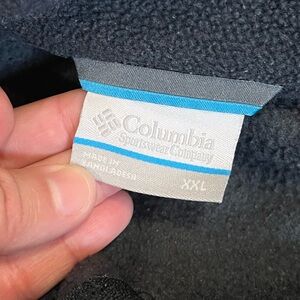 Columbia
Sportswear Company
MADE IN
BANGLADESH
XXL